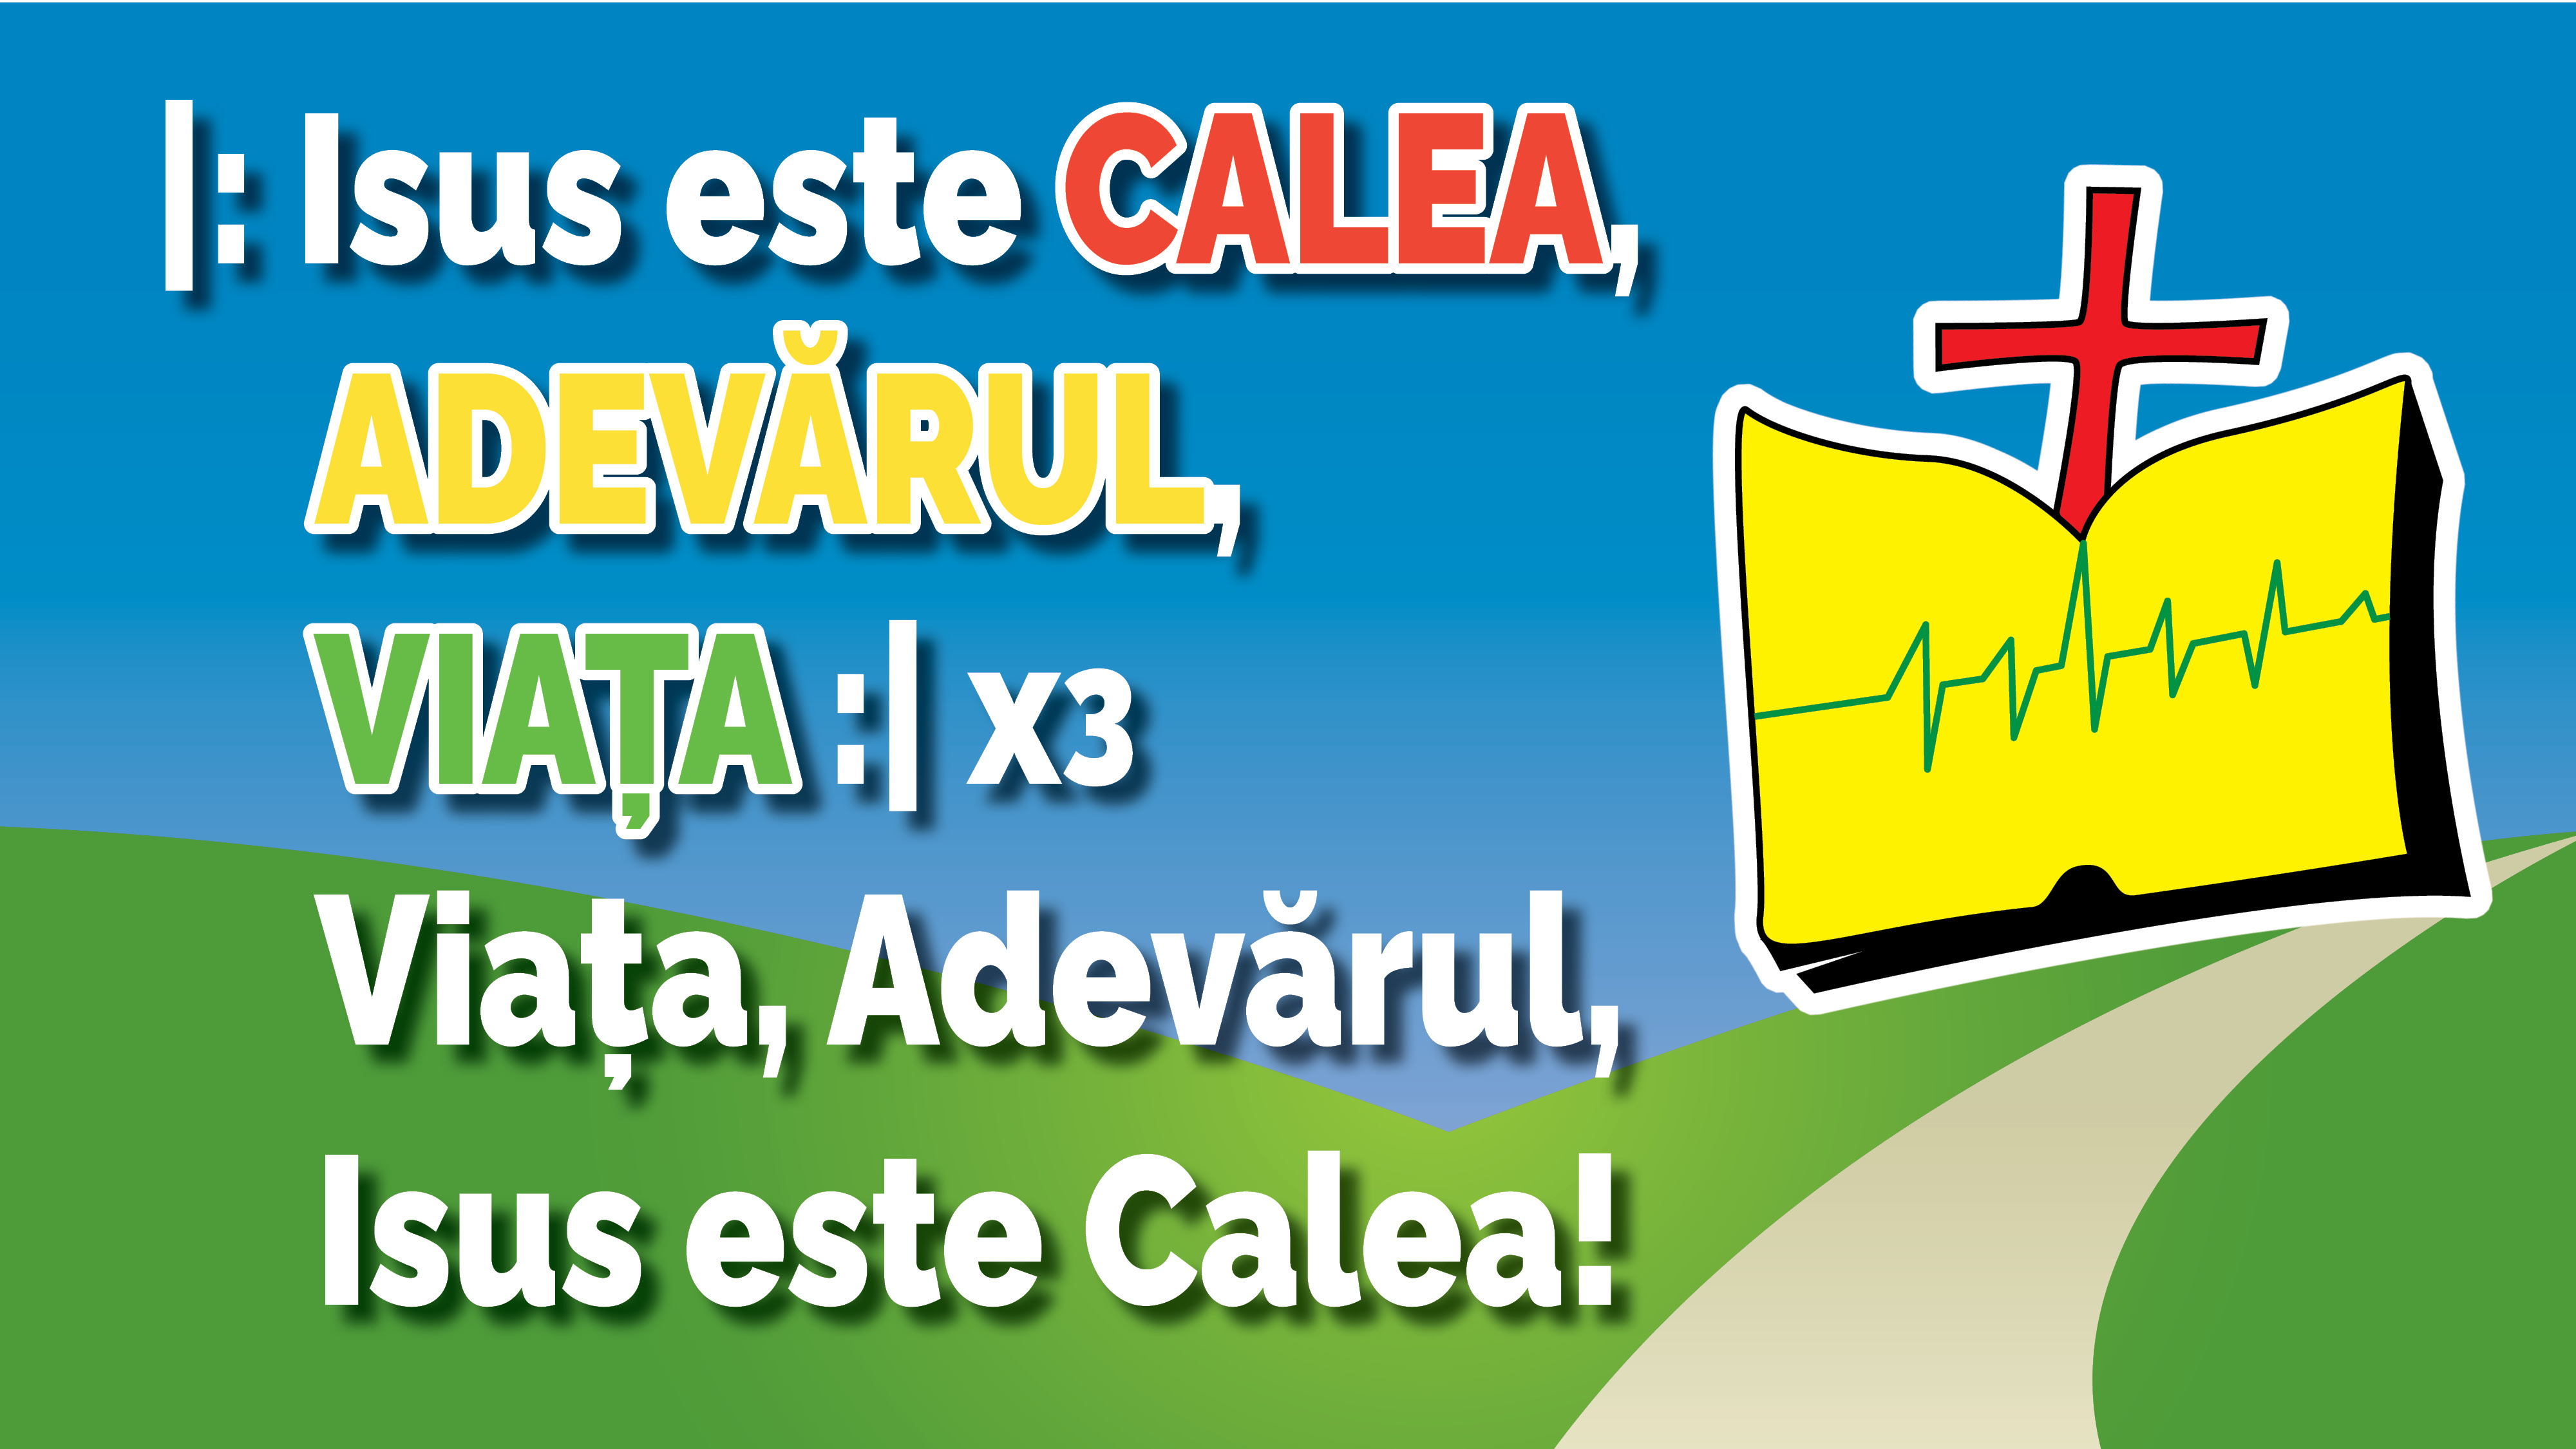 |: Isus este CALEA,
ADEVĂRUL,
VIAȚA :| x3
Viața, Adevărul,
Isus este Calea!